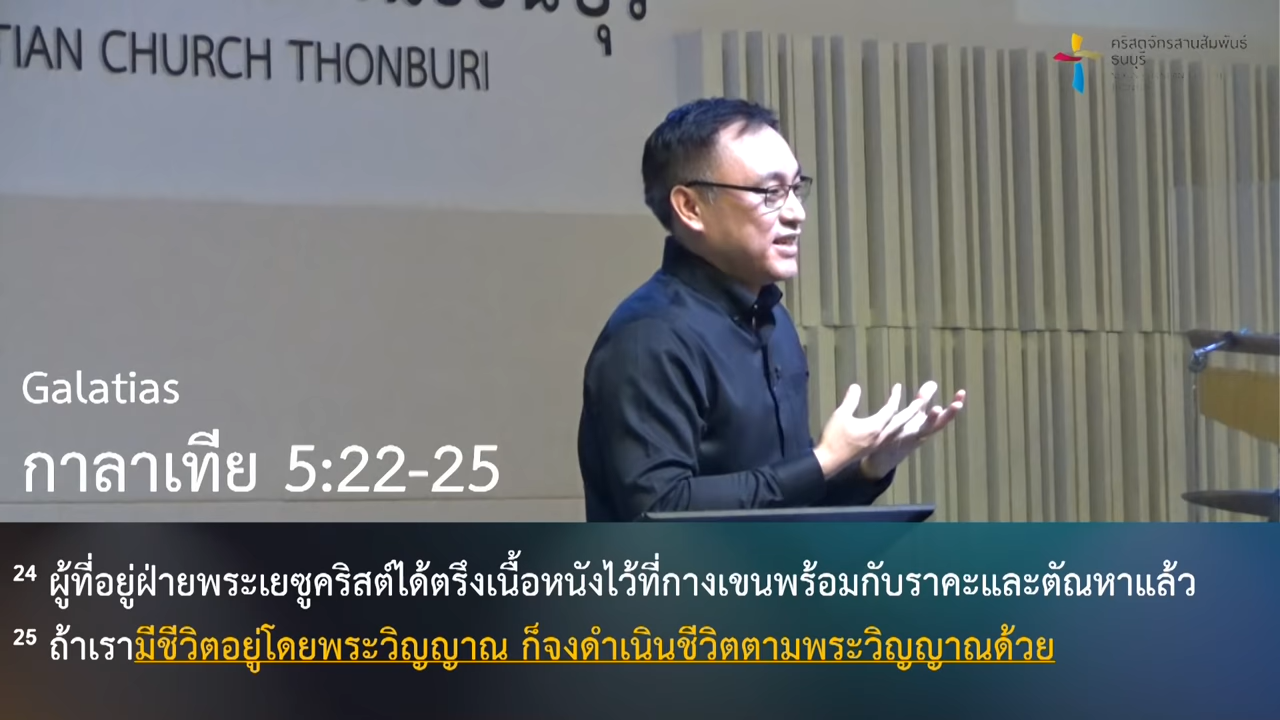 TIAN CHURCH THONBURI
คริสตจักรสานสัมพันธ์
ธนบุรี
Galatias
กาลาเทีย 5:22-25
24 ผู้ที่อยู่ฝ่ายพระเยซูคริสต์ได้ตรึงเนื้อหนังไว้ที่กางเขนพร้อมกับราคะและตัณหาแล้ว
25 ถ้าเรามีชีวิตอยู่โดยพระวิญญาณ ก็จงดำเนินชีวิตตามพระวิญญาณด้วย